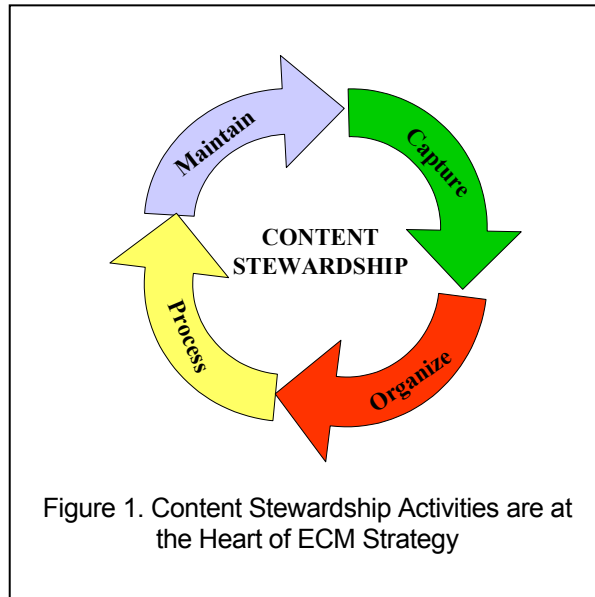 Maintain
Capture
CONTENT
STEWARDSHIP
Process
Organize
Figure 1. Content Stewardship Activities are at
the Heart of ECM Strategy